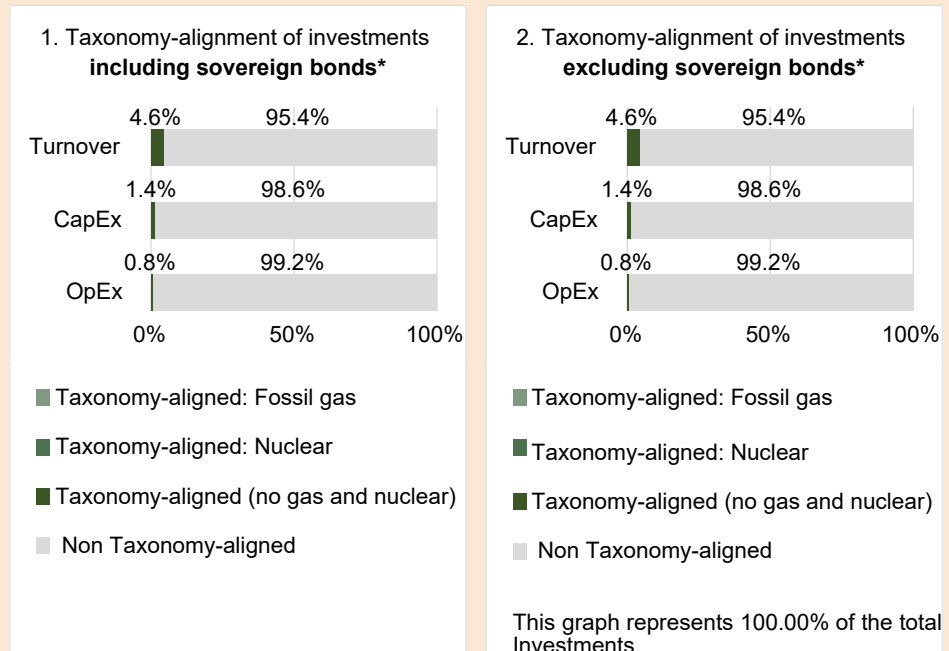 1. Taxonomy-alignment of investments
including sovereign bonds*
4.6% 95.4%
Turnover
1.4% 98.6%
CapEx
0.8% 99.2%
OpEx
0% 50% 100%
Taxonomy-aligned: Fossil gas
Taxonomy-aligned: Nuclear
Taxonomy-aligned (no gas and nuclear)
Non Taxonomy-aligned
2. Taxonomy-alignment of investments
excluding sovereign bonds*
4.6% 95.4%
Turnover
1.4% 98.6%
CapEx
0.8% 99.2%
OpEx
0% 50% 100%
Taxonomy-aligned: Fossil gas
Taxonomy-aligned: Nuclear
Taxonomy-aligned (no gas and nuclear)
Non Taxonomy-aligned
This graph represents 100.00% of the total
Investments.